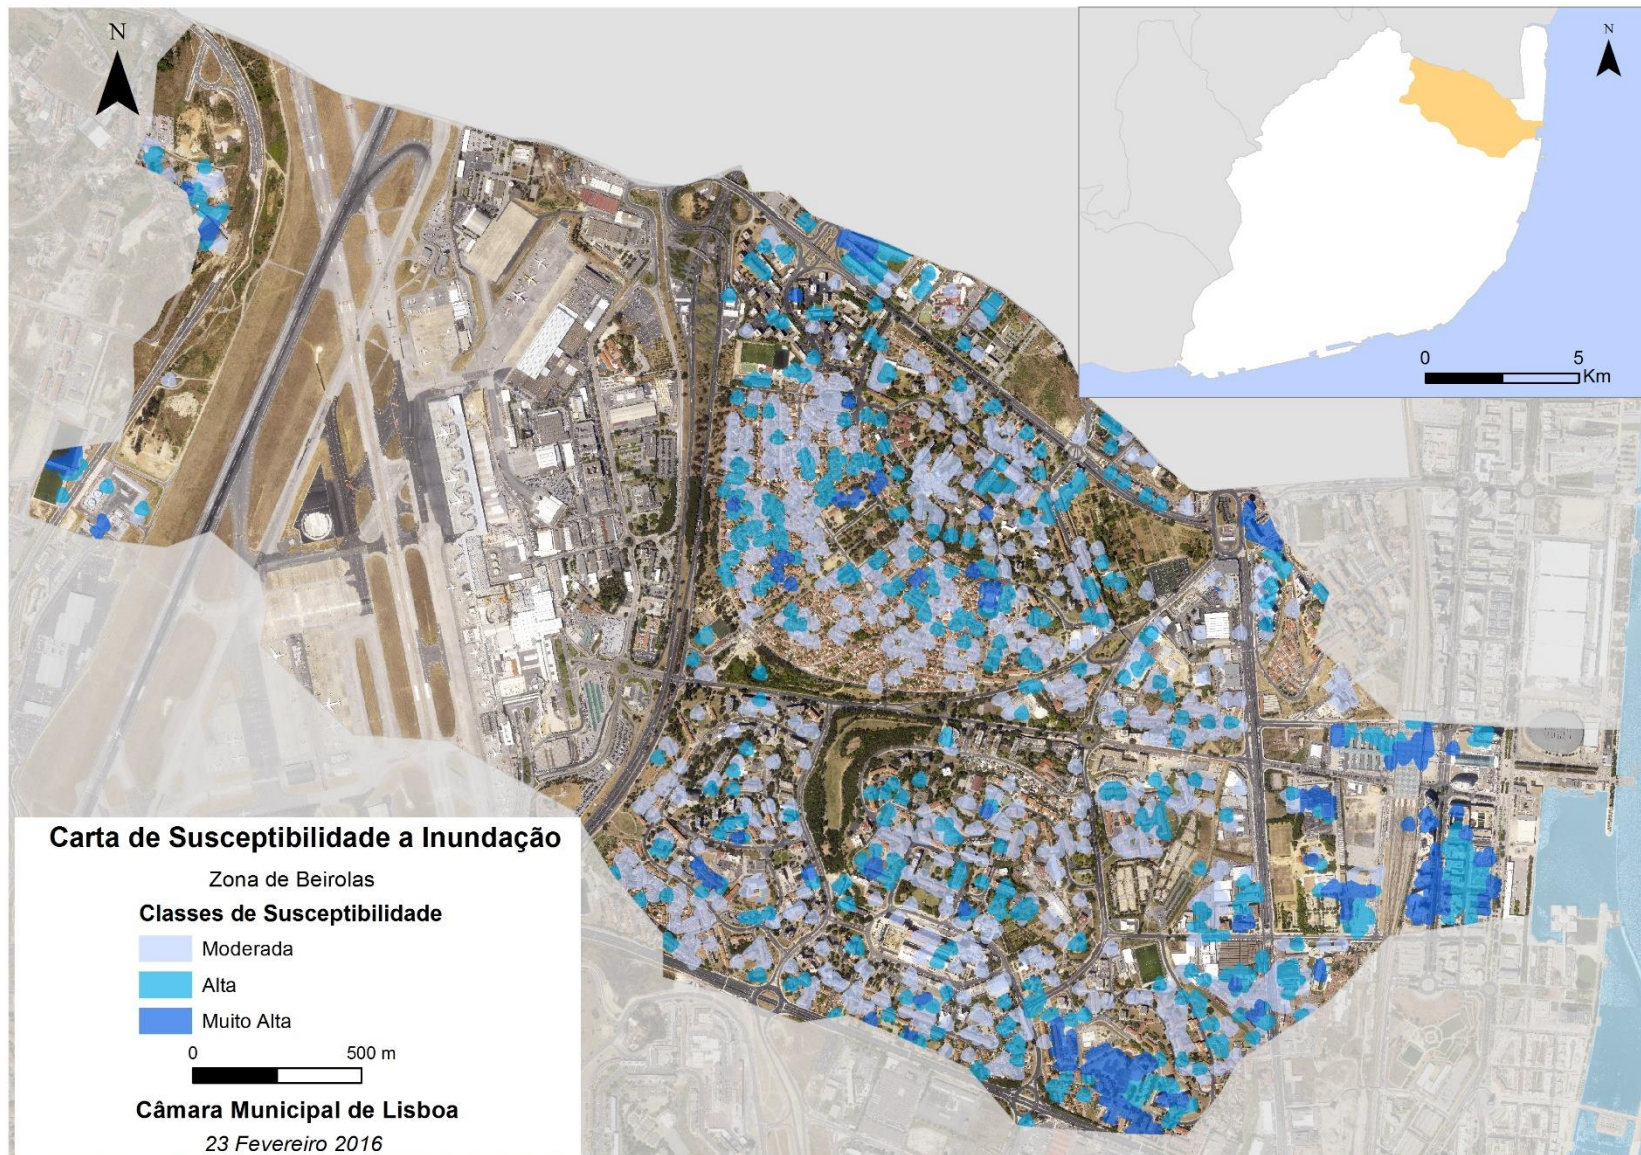 N
N
0 5
Km
Carta de Susceptibilidade a Inundação
Zona de Beirolas
Classes de Susceptibilidade
Moderada
Alta
Muito Alta
0 500 m
Câmara Municipal de Lisboa
23 Fevereiro 2016